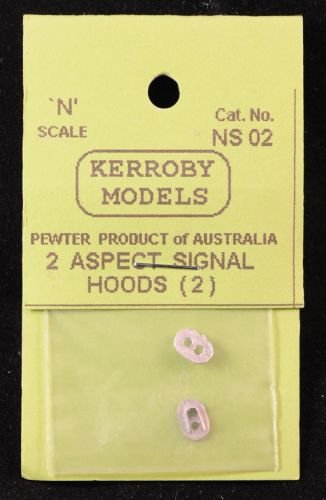 'N'
SCALE
Cat. No.
NS 02
KERROBY
MODELS
PEWTER PRODUCT of AUSTRALIA
2 ASPECT SIGNAL
HOODS (2)